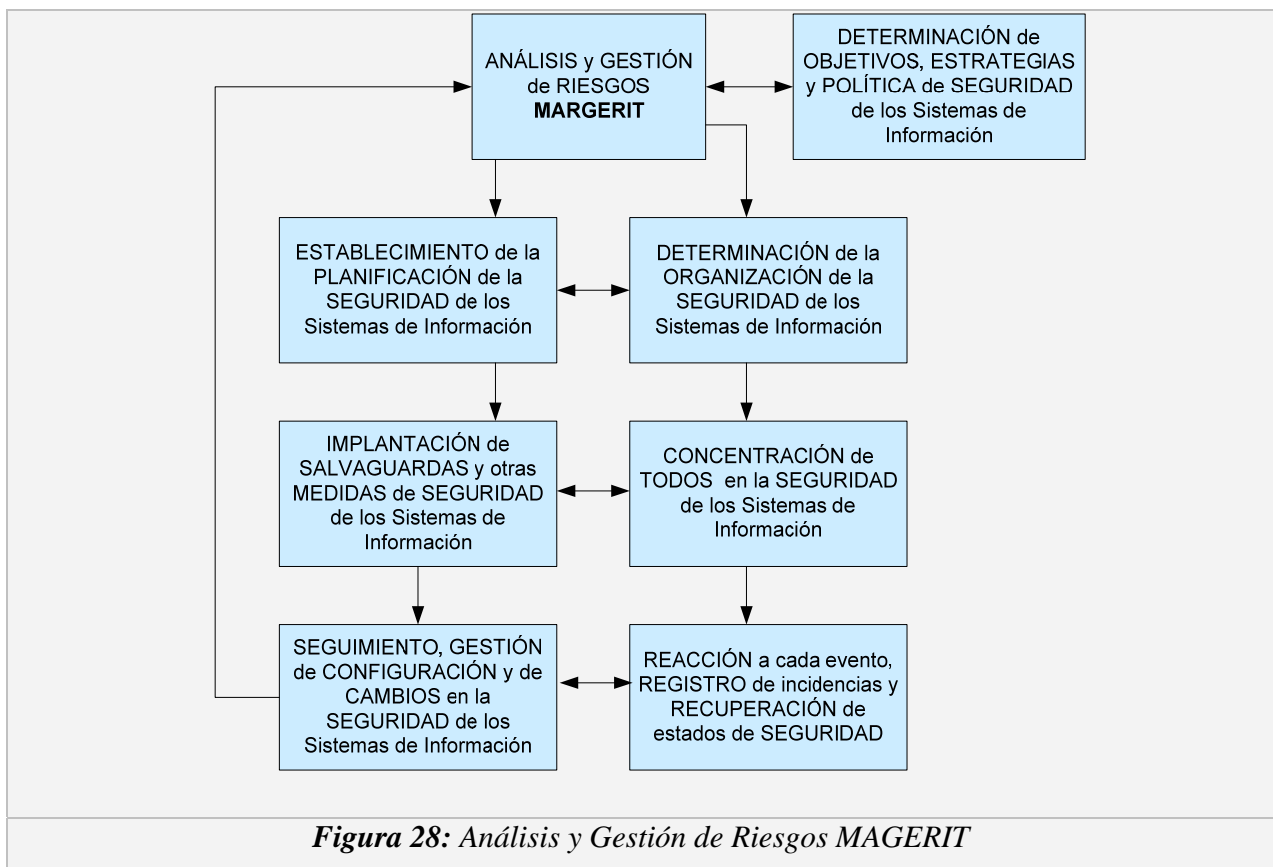 ANÁLISIS y GESTIÓN
de RIESGOS
MARGERIT
DETERMINACIÓN de
OBJETIVOS, ESTRATEGIAS
y POLÍTICA de SEGURIDAD
de los Sistemas de
Información
ESTABLECIMIENTO de la
PLANIFICACIÓN de la
SEGURIDAD de los
Sistemas de Información
DETERMINACIÓN de la
ORGANIZACIÓN de la
SEGURIDAD de los
Sistemas de Información
IMPLANTACIÓN de
SALVAGUARDAS y otras
MEDIDAS de SEGURIDAD
de los Sistemas de
Información
CONCENTRACIÓN de
TODOS en la SEGURIDAD
de los Sistemas de
Información
SEGUIMIENTO, GESTIÓN
de CONFIGURACIÓN y de
CAMBIOS en la
SEGURIDAD de los
Sistemas de Información
REACCIÓN a cada evento,
REGISTRO de incidencias y
RECUPERACIÓN de
estados de SEGURIDAD
Figura 28: Análisis y Gestión de Riesgos MAGERIT